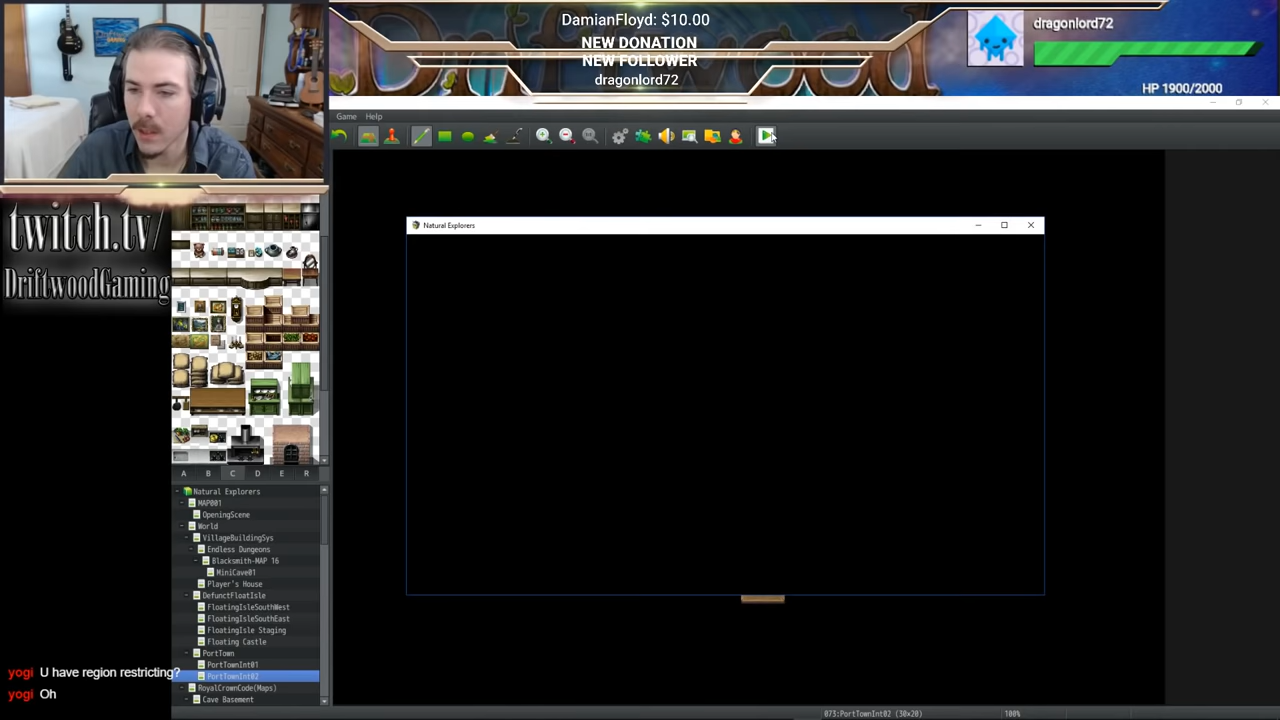 DamianFloyd: $10.00
NEW DONATION
NEW FOLLOWER
dragonlord72
dragonlord72
HP 1900/2000
Game Help
Natural Explorers
twitch.tv/
DriftwoodGaming
A B C D E R
Natural Explorers
MAP001
OpeningScene
World
VillageBuildingSys
Endless Dungeons
Blacksmith-MAP 16
MiniCave01
Player's House
DefunctFloatIsle
FloatingIsleSouthWest
FloatingIsleSouthEast
FloatingIsle Staging
Floating Castle
PortTown
PortTownInt01
PortTownInt02
RoyalCrownCode(Maps)
Cave Basement
yogi U have region restricting?
yogi Oh
073:PortTownInt02 (30x20)
100%